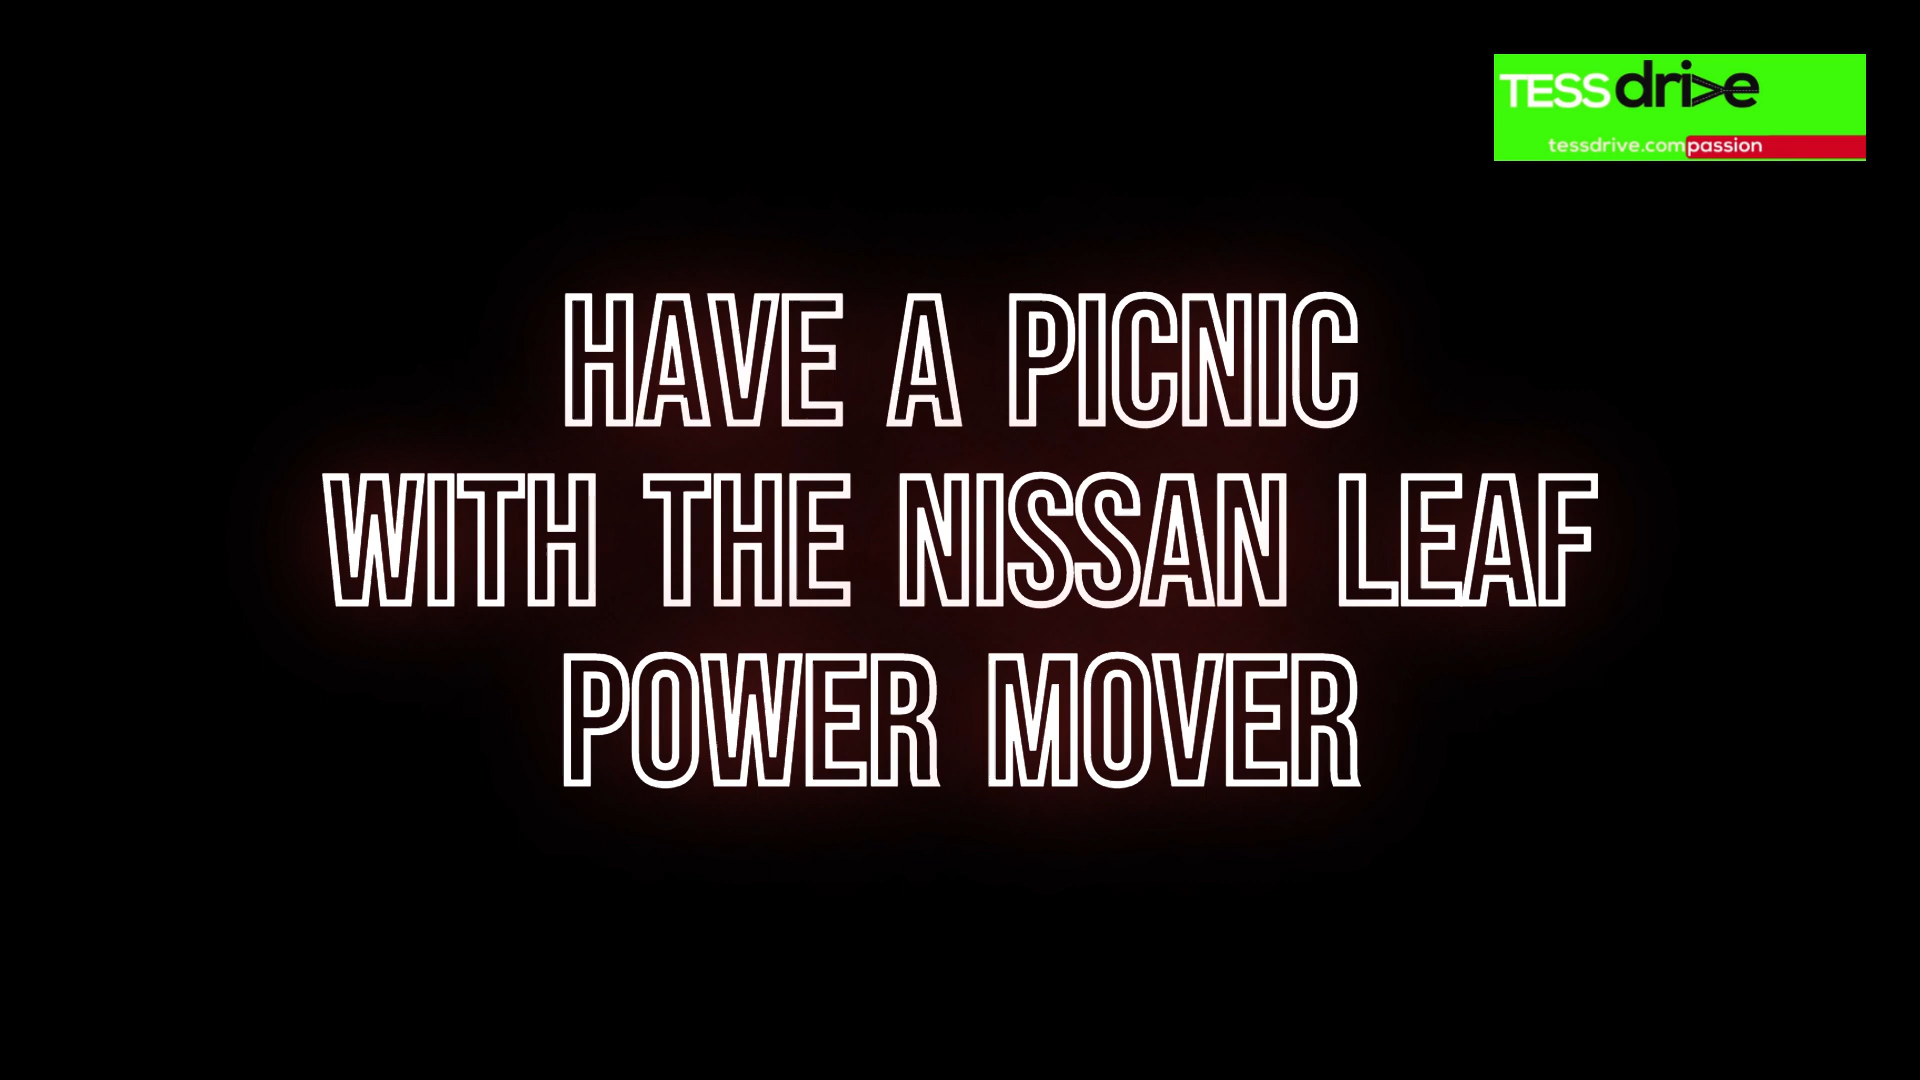 TESSdrive
tessdrive.compassion
HAVE A PICNIC
WITH THE NISSAN LEAF
POWER MOVER